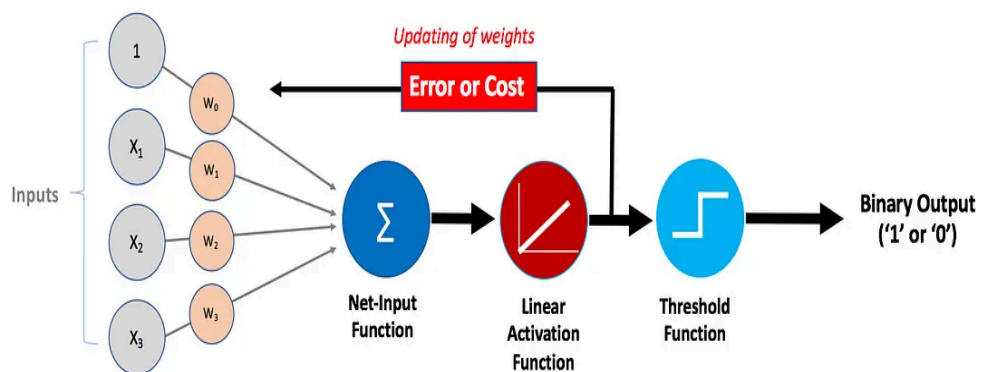 Updating of weights
Error or Cost
1
W₀
X₁
W₁
Inputs
X₂
W₂
X₃
W₃
Σ
Net-Input
Function
Linear
Activation
Function
Threshold
Function
Binary Output
(‘1’ or ‘0’)